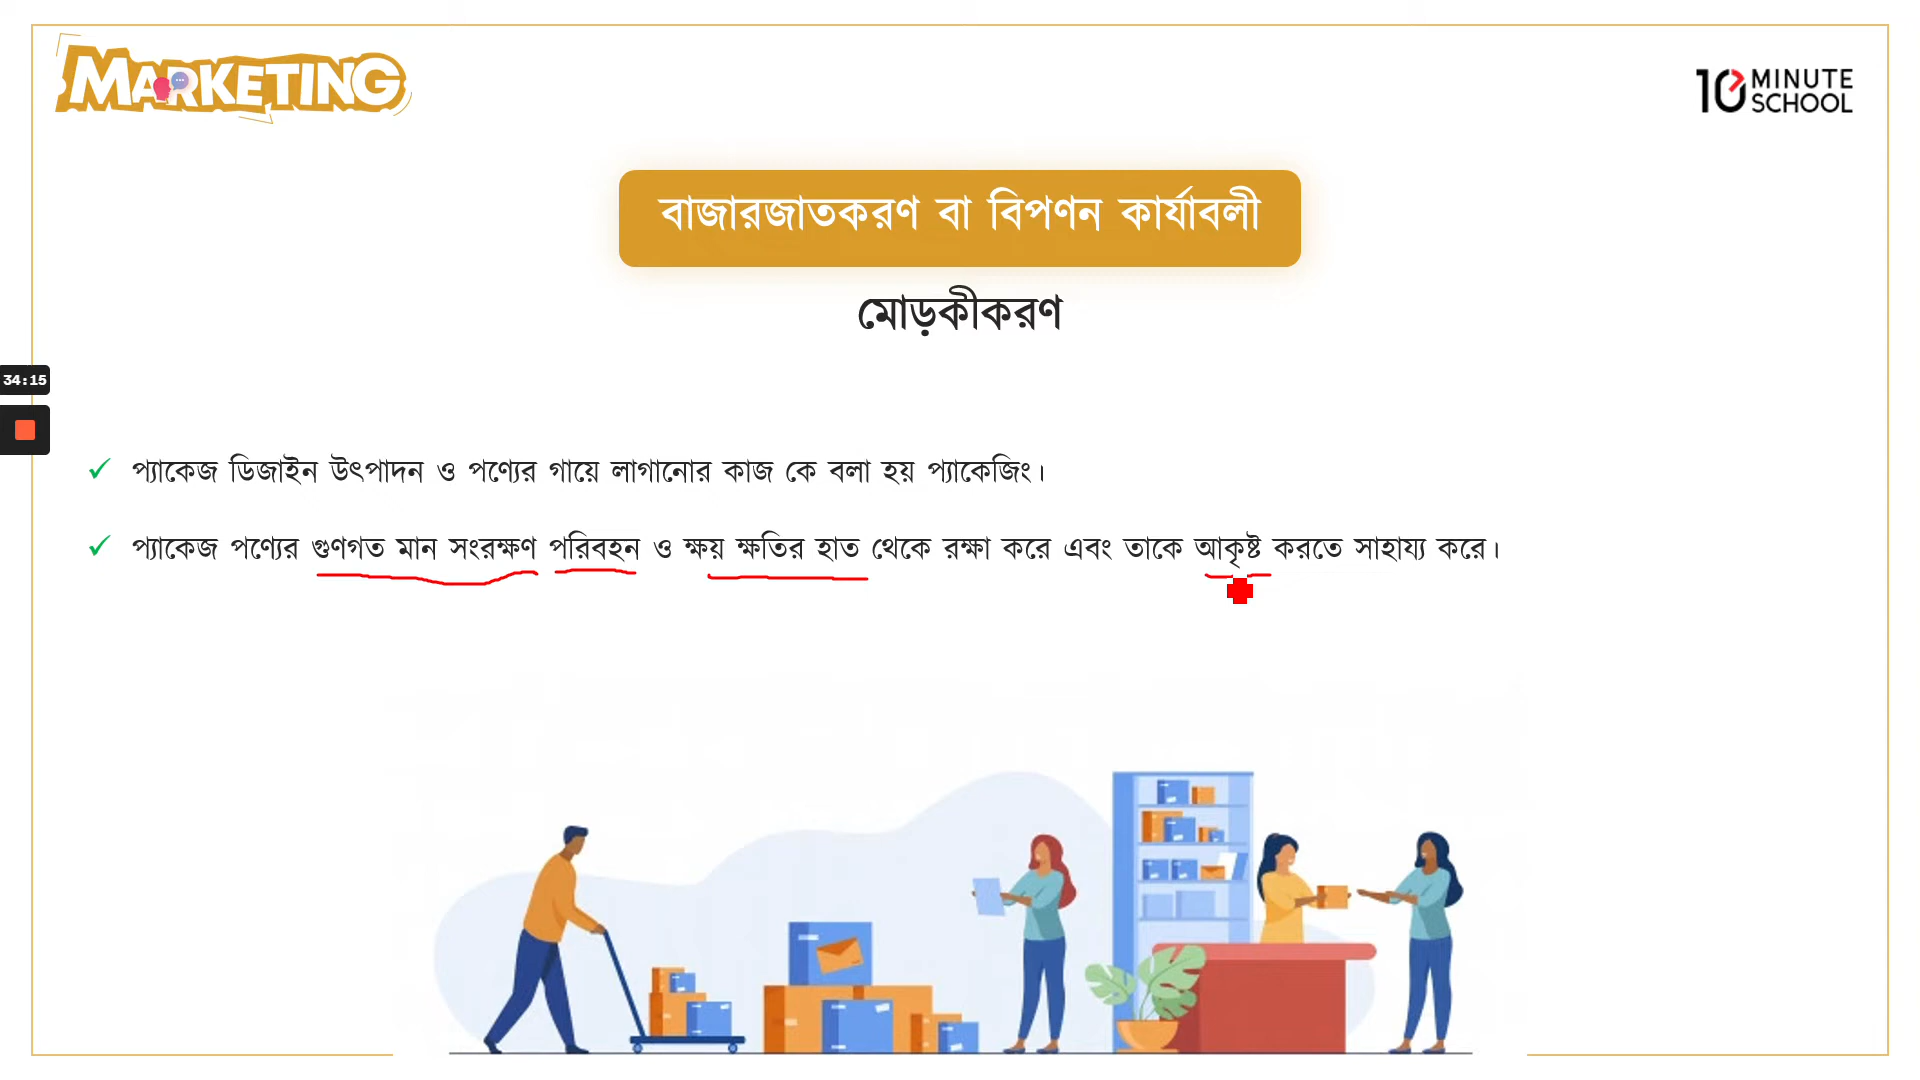 MARKETING
10 MINUTE
SCHOOL
বাজারজাতকরণ বা বিপণন কার্যাবলী
মোড়কীকরণ
34:15
প্যাকেজ ডিজাইন উৎপাদন ও পণ্যের গায়ে লাগানোর কাজ কে বলা হয় প্যাকেজিং।
প্যাকেজ পণ্যের গুণগত মান সংরক্ষণ পরিবহন ও ক্ষয় ক্ষতির হাত থেকে রক্ষা করে এবং তাকে আকৃষ্ট করতে সাহায্য করে।